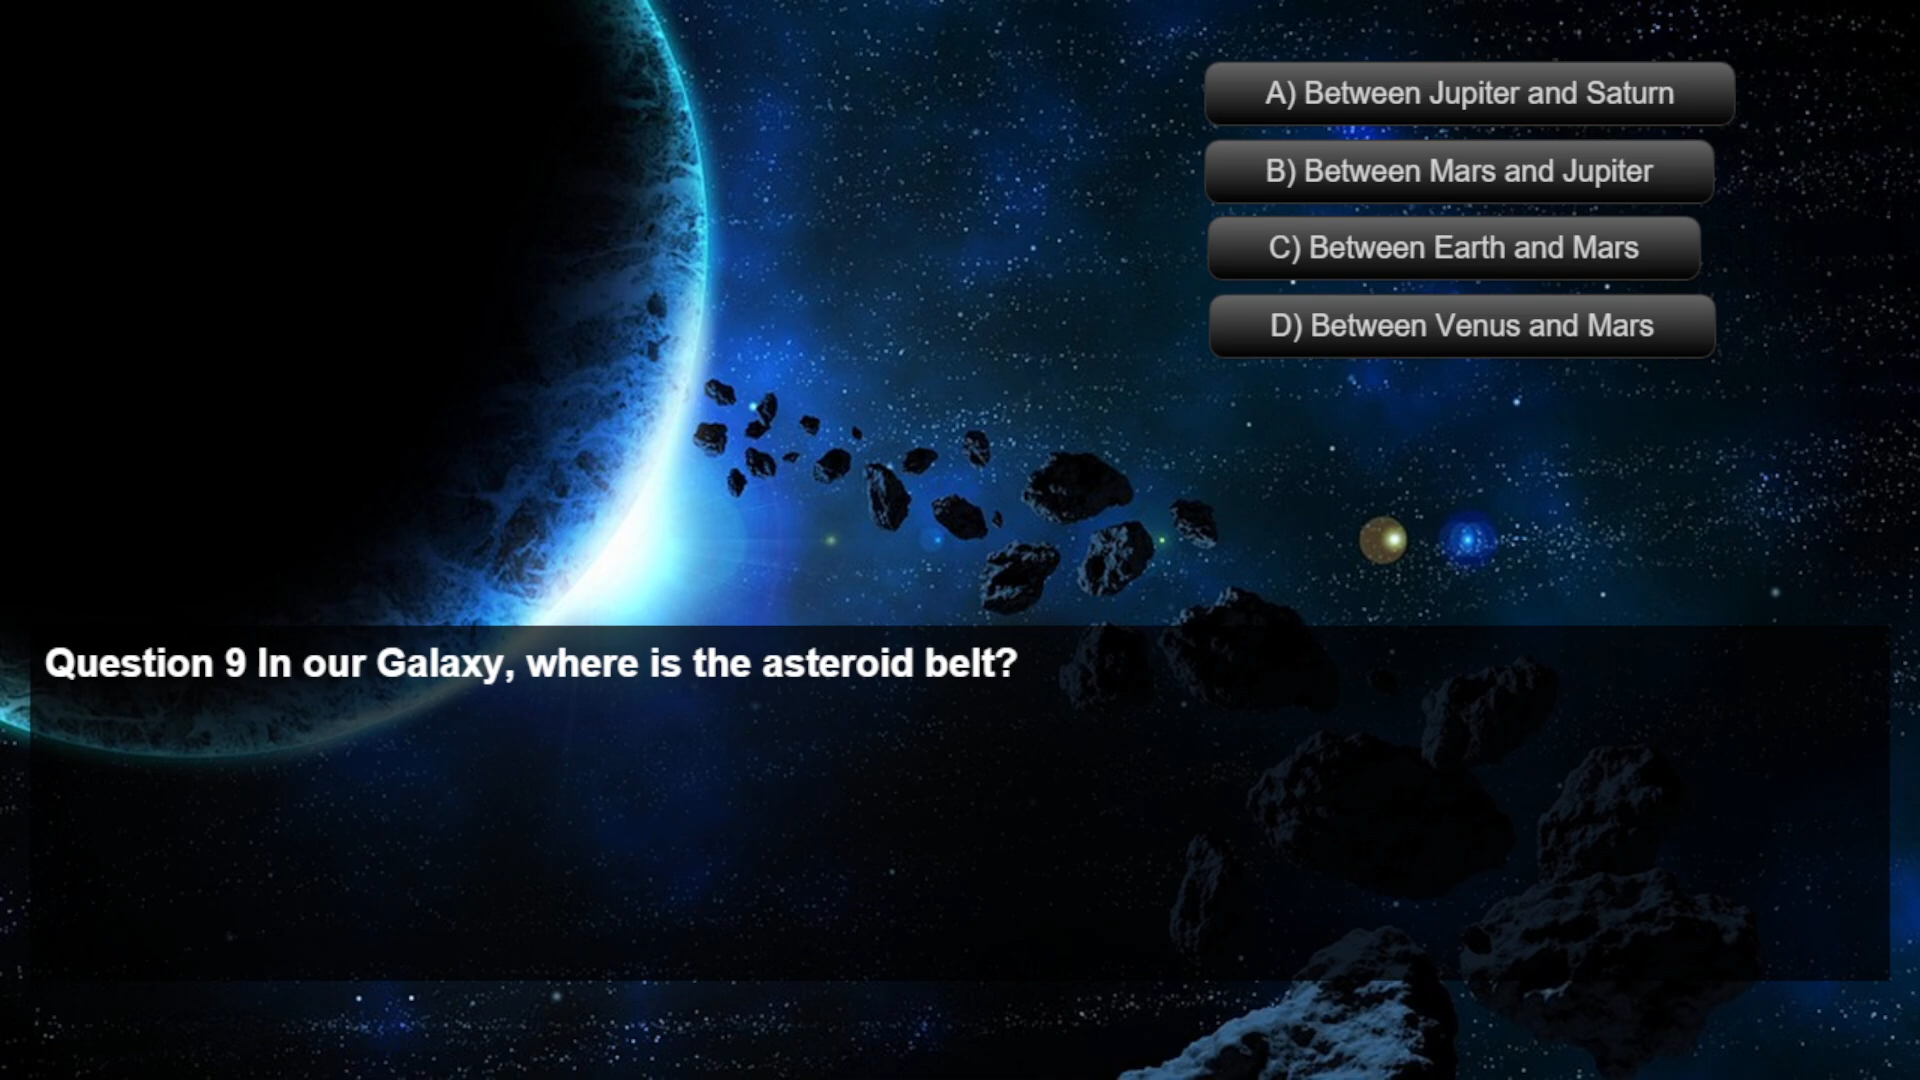 A) Between Jupiter and Saturn
B) Between Mars and Jupiter
C) Between Earth and Mars
D) Between Venus and Mars
Question 9 In our Galaxy, where is the asteroid belt?